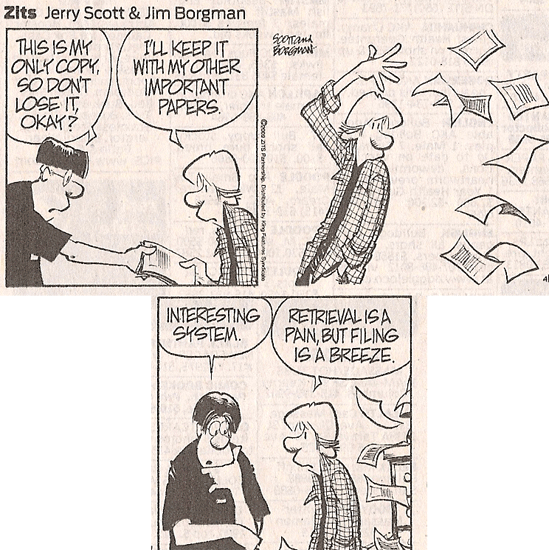 Zits Jerry Scott & Jim Borgman
THIS IS MY
ONLY COPY,
SO DON'T
LOSE IT,
OKAY?
I'LL KEEP IT
WITH MY OTHER
IMPORTANT
PAPERS.
©2009 ZITS Partnership. Distributed by King Features Syndicate
SCOTT AND
BORGMAN
INTERESTING
SYSTEM.
RETRIEVAL IS A
PAIN, BUT FILING
IS A BREEZE.